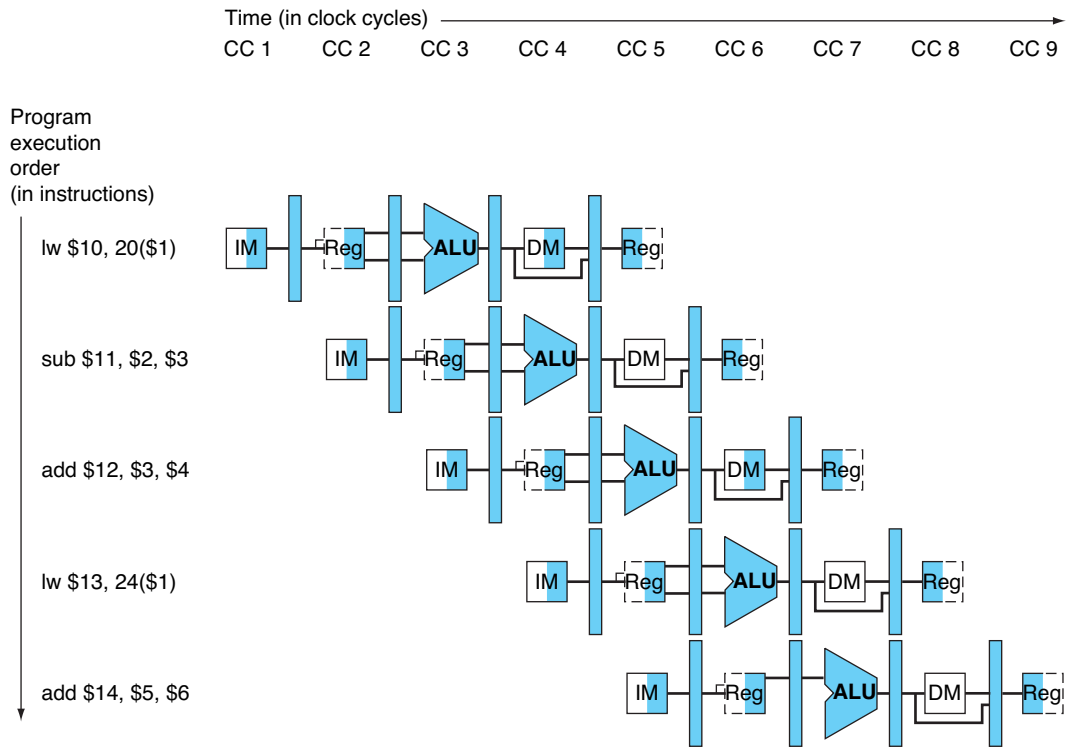 Time (in clock cycles)
CC 1 CC 2 CC 3 CC 4 CC 5 CC 6 CC 7 CC 8 CC 9
Program
execution
order
(in instructions)
lw $10, 20($1) IM Reg ALU DM Reg
sub $11, $2, $3 IM Reg ALU DM Reg
add $12, $3, $4 IM Reg ALU DM Reg
lw $13, 24($1) IM Reg ALU DM Reg
add $14, $5, $6 IM Reg ALU DM Reg